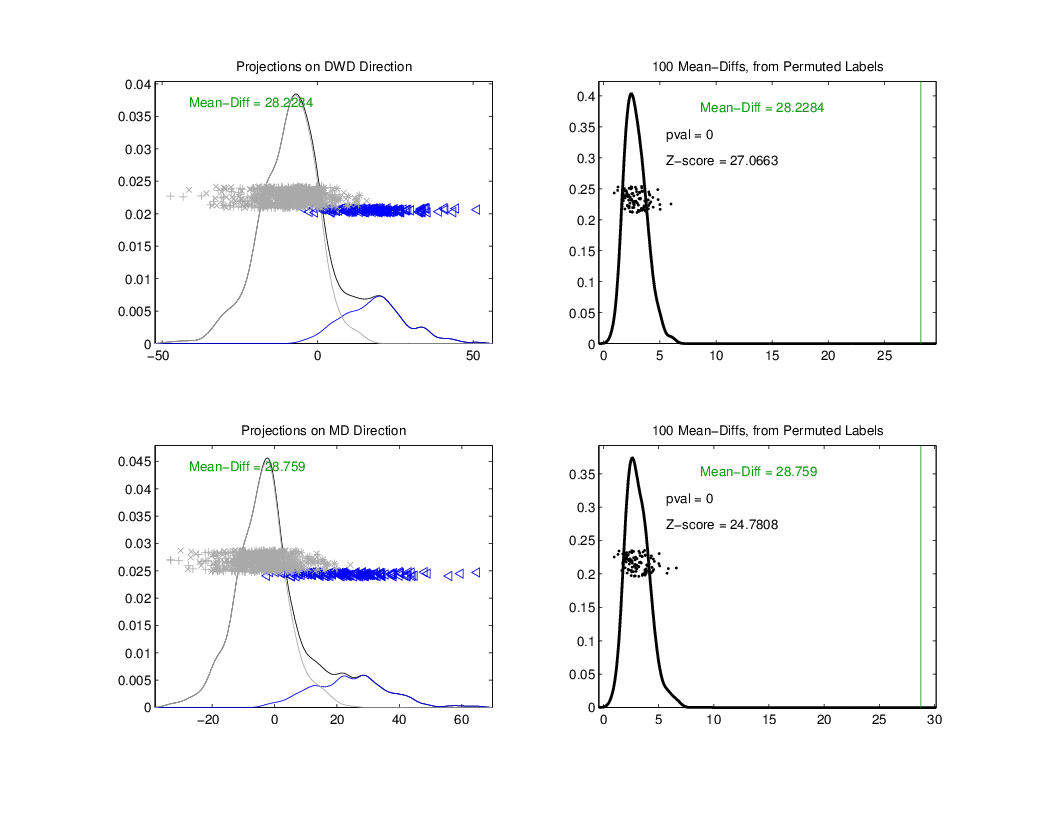 Projections on DWD Direction
Mean−Diff = 28.2284
0.04
0.035
0.03
0.025
0.02
0.015
0.01
0.005
0
−50 0 50
100 Mean−Diffs, from Permuted Labels
Mean−Diff = 28.2284
pval = 0
Z−score = 27.0663
0.4
0.35
0.3
0.25
0.2
0.15
0.1
0.05
0
0 5 10 15 20 25
Projections on MD Direction
Mean−Diff = 28.759
0.045
0.04
0.035
0.03
0.025
0.02
0.015
0.01
0.005
0
−20 0 20 40 60
100 Mean−Diffs, from Permuted Labels
Mean−Diff = 28.759
pval = 0
Z−score = 24.7808
0.35
0.3
0.25
0.2
0.15
0.1
0.05
0
0 5 10 15 20 25 30